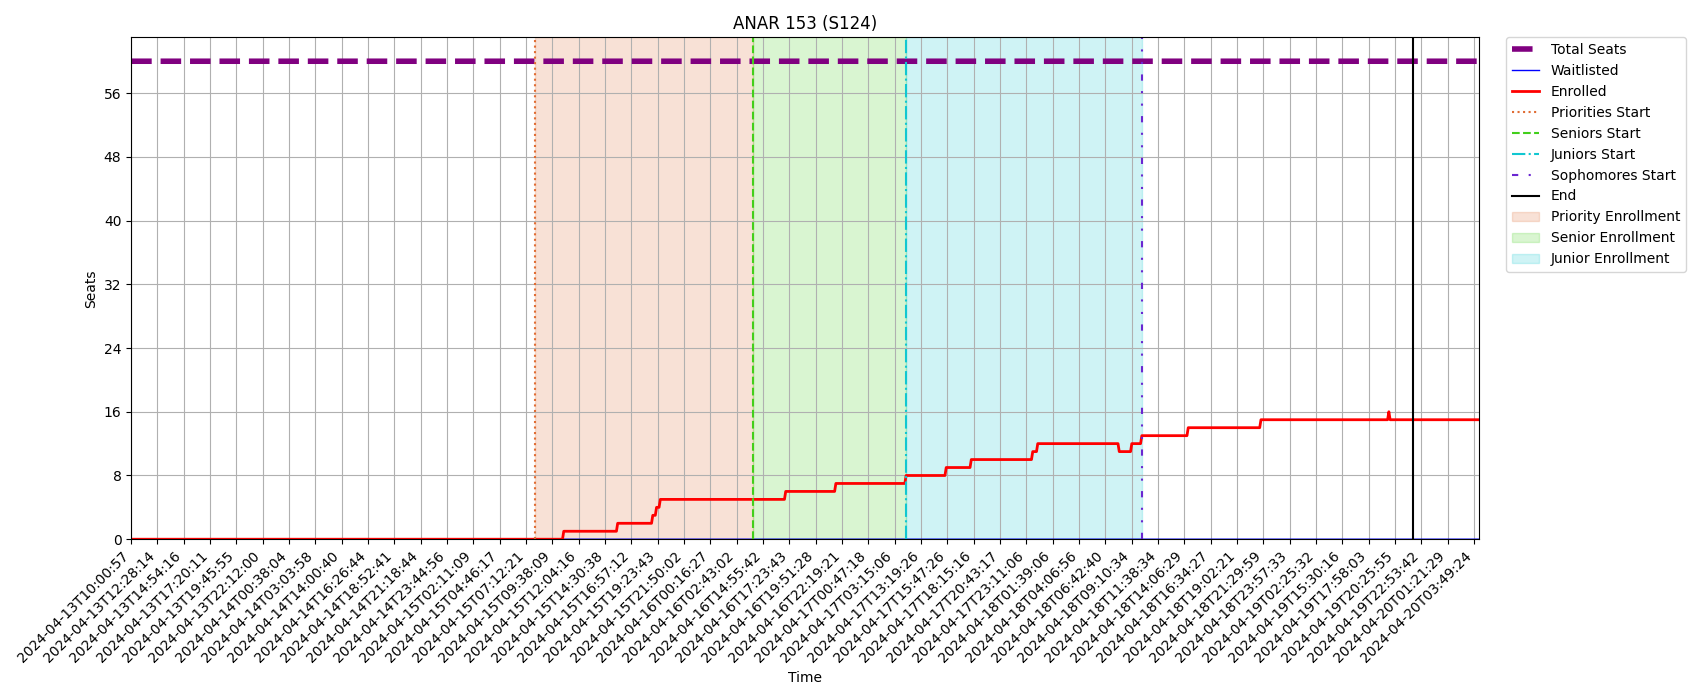 ANAR 153 (S124)
Total Seats
Waitlisted
Enrolled
Priorities Start
Seniors Start
Juniors Start
Sophomores Start
End
Priority Enrollment
Senior Enrollment
Junior Enrollment
Seats
56
48
40
32
24
16
8
0
2024-04-13T10:00:57
2024-04-13T12:28:14
2024-04-13T14:54:16
2024-04-13T17:20:11
2024-04-13T19:45:55
2024-04-13T22:12:00
2024-04-14T00:38:04
2024-04-14T03:03:58
2024-04-14T14:00:40
2024-04-14T16:26:44
2024-04-14T18:52:41
2024-04-14T21:18:44
2024-04-14T23:44:56
2024-04-15T02:11:09
2024-04-15T04:46:17
2024-04-15T07:12:21
2024-04-15T09:38:09
2024-04-15T12:04:16
2024-04-15T14:30:38
2024-04-15T16:57:12
2024-04-15T19:23:43
2024-04-15T21:50:02
2024-04-16T00:16:27
2024-04-16T02:43:02
2024-04-16T14:55:42
2024-04-16T17:23:43
2024-04-16T19:51:28
2024-04-16T22:19:21
2024-04-17T00:47:18
2024-04-17T03:15:06
2024-04-17T13:19:26
2024-04-17T15:47:26
2024-04-17T18:15:16
2024-04-17T20:43:17
2024-04-17T23:11:06
2024-04-18T01:39:06
2024-04-18T04:06:56
2024-04-18T06:42:40
2024-04-18T09:10:34
2024-04-18T11:38:34
2024-04-18T14:06:29
2024-04-18T16:34:27
2024-04-18T19:02:21
2024-04-18T21:29:59
2024-04-18T23:57:33
2024-04-19T02:25:32
2024-04-19T15:30:16
2024-04-19T17:58:03
2024-04-19T20:25:55
2024-04-19T22:53:42
2024-04-20T01:21:29
2024-04-20T03:49:24
Time